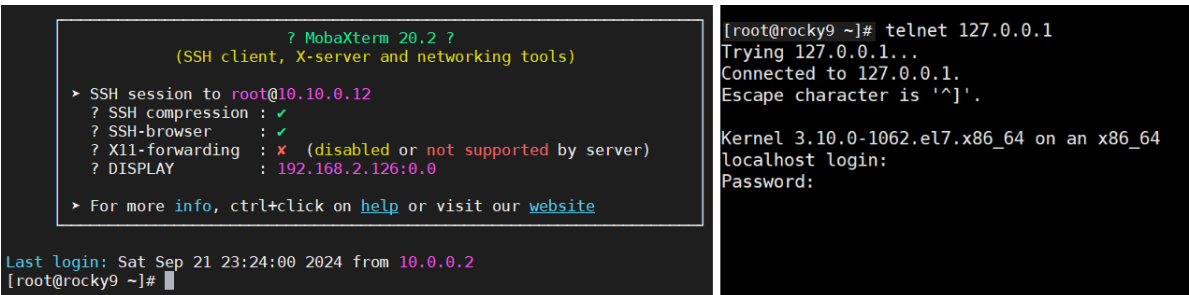 ? MobaXterm 20.2 ?
(SSH client, X-server and networking tools)
➤ SSH session to root@10.10.0.12
? SSH compression : ✔
? SSH-browser     : ✔
? X11-forwarding  : ✘  (disabled or not supported by server)
? DISPLAY         : 192.168.2.126:0.0
➤ For more info, ctrl+click on help or visit our website
Last login: Sat Sep 21 23:24:00 2024 from 10.0.0.2
[root@rocky9 ~]#
[root@rocky9 ~]# telnet 127.0.0.1
Trying 127.0.0.1...
Connected to 127.0.0.1.
Escape character is '^]'.
Kernel 3.10.0-1062.el7.x86_64 on an x86_64
localhost login:
Password: